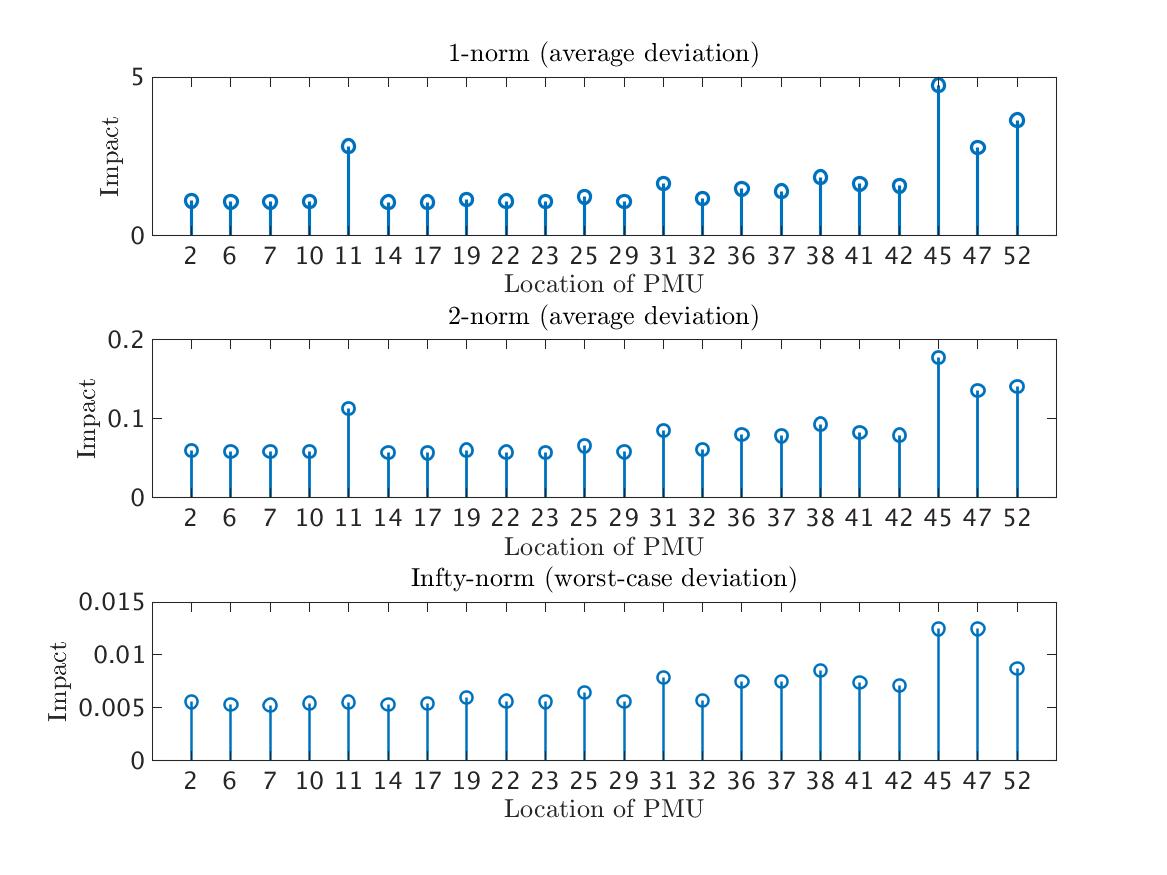 1-norm (average deviation)
5
0
Impact
2 6 7 10 11 14 17 19 22 23 25 29 31 32 36 37 38 41 42 45 47 52
Location of PMU
2-norm (average deviation)
0.2
0.1
0
Impact
2 6 7 10 11 14 17 19 22 23 25 29 31 32 36 37 38 41 42 45 47 52
Location of PMU
Infty-norm (worst-case deviation)
0.015
0.01
0.005
0
Impact
2 6 7 10 11 14 17 19 22 23 25 29 31 32 36 37 38 41 42 45 47 52
Location of PMU